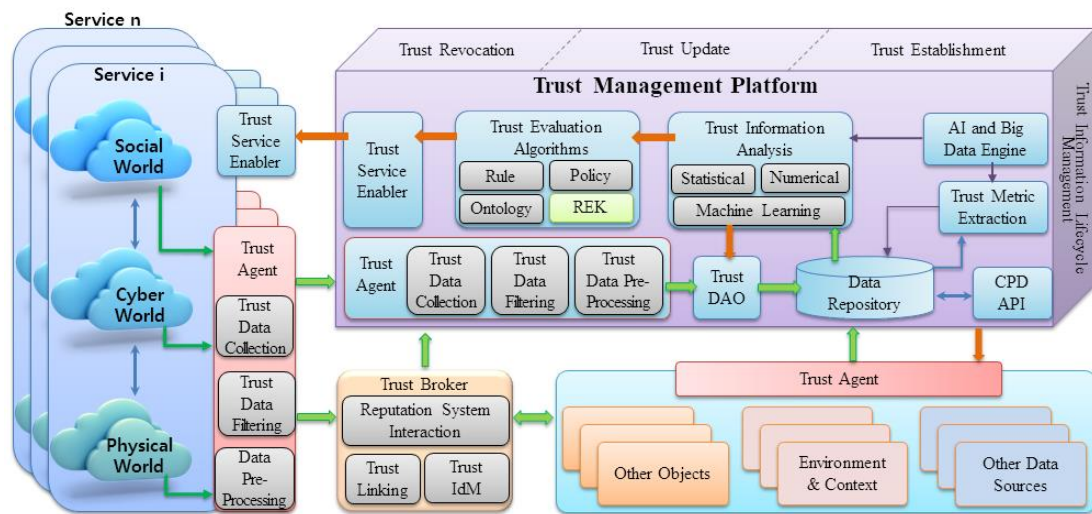 Service n
Service i
Social
World
Cyber
World
Physical
World
Trust
Service
Enabler
Trust
Agent
Trust
Data
Collection
Trust
Data
Filtering
Data
Pre-
Processing
Trust Revocation
Trust Update
Trust Establishment
Trust Management Platform
Trust Information Lifecycle
Management
Trust
Service
Enabler
Trust Evaluation
Algorithms
Rule
Policy
Ontology
REK
Trust Information
Analysis
Statistical
Numerical
Machine Learning
AI and Big
Data Engine
Trust Metric
Extraction
Trust
Agent
Trust
Data
Collection
Trust
Data
Filtering
Trust
Data Pre-
Processing
Trust
DAO
Data
Repository
CPD
API
Trust Broker
Reputation System
Interaction
Trust
Linking
Trust
IdM
Trust Agent
Other Objects
Environment
& Context
Other Data
Sources